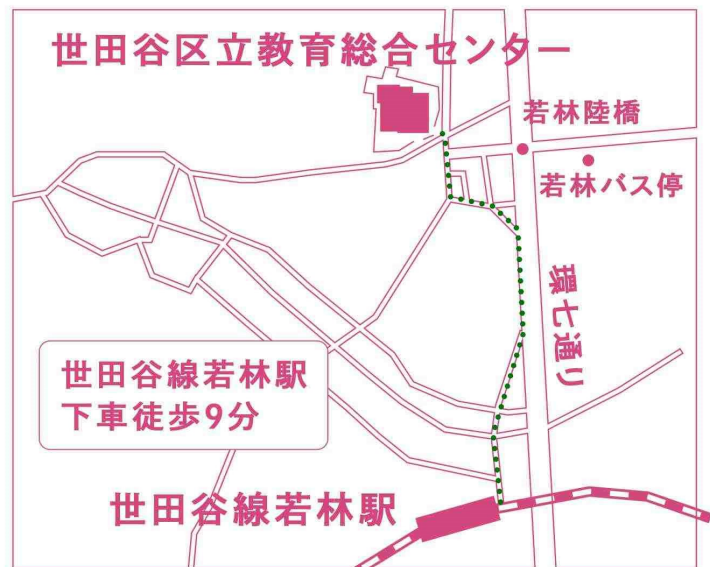 世田谷区立教育総合センター
若林陸橋
若林バス停
環七通り
世田谷線若林駅
下車徒歩9分
世田谷線若林駅